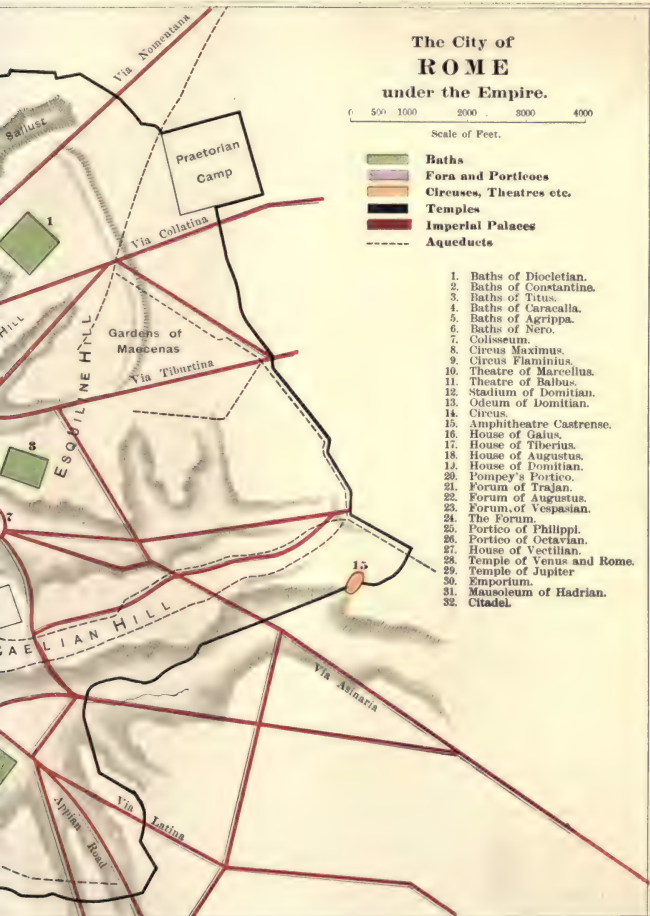 The City of
ROME
under the Empire.
0 500 1000 2000 3000 4000
Scale of Feet.
Baths
Fora and Porticoes
Circuses, Theatres etc.
Temples
Imperial Palaces
Aqueducts
1. Baths of Diocletian.
2. Baths of Constantine.
3. Baths of Titus.
4. Baths of Caracalla.
5. Baths of Agrippa.
6. Baths of Nero.
7. Colisseum.
8. Circus Maximus.
9. Circus Flaminius.
10. Theatre of Marcellus.
11. Theatre of Balbus.
12. Stadium of Domitian.
13. Odeum of Domitian.
14. Circus.
15. Amphitheatre Castrense.
16. House of Gaius.
17. House of Tiberius.
18. House of Augustus.
19. House of Domitian.
20. Pompey's Portico.
21. Forum of Trajan.
22. Forum of Augustus.
23. Forum of Vespasian.
24. The Forum.
25. Portico of Philippi.
26. Portico of Octavian.
27. House of Vectilian.
28. Temple of Venus and Rome.
29. Temple of Jupiter
30. Emporium.
31. Mausoleum of Hadrian.
32. Citadel.
Via Nomentana
Sallust
Praetorian
Camp
1
Via Collatina
HILL
Gardens of
Maecenas
Via Tiburtina
ESQUILINE HILL
3
7
15
CAELIAN HILL
Via Asinaria
Via Latina
Appian Road